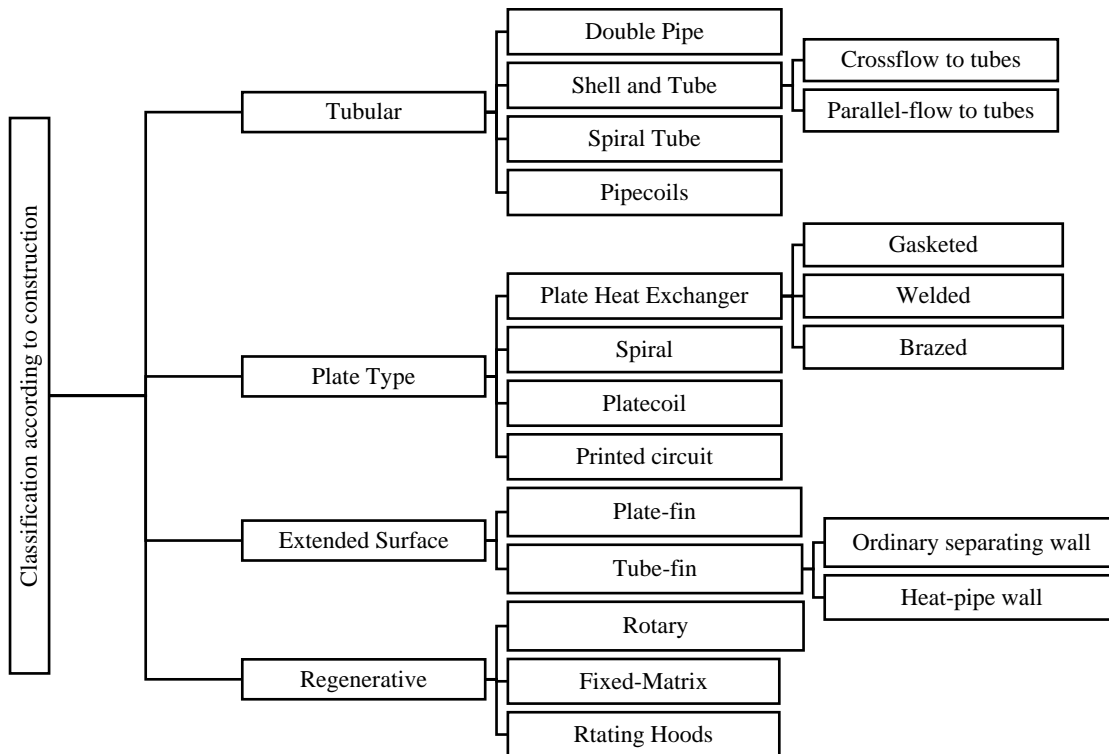 Classification according to construction
Tubular
Double Pipe
Shell and Tube
Crossflow to tubes
Parallel-flow to tubes
Spiral Tube
Pipecoils
Plate Type
Plate Heat Exchanger
Gasketed
Welded
Brazed
Spiral
Platecoil
Printed circuit
Extended Surface
Plate-fin
Tube-fin
Ordinary separating wall
Heat-pipe wall
Regenerative
Rotary
Fixed-Matrix
Rtating Hoods